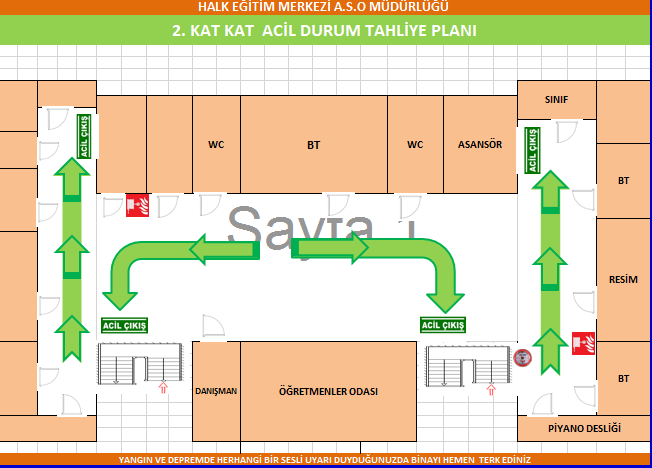 HALK EĞİTİM MERKEZİ A.S.O MÜDÜRLÜĞÜ
2. KAT KAT ACİL DURUM TAHLİYE PLANI
SINIF
ACİL ÇIKIŞ
WC
BT
WC
ASANSÖR
ACİL ÇIKIŞ
BT
Sayfa 1
RESİM
ACİL ÇIKIŞ
ACİL ÇIKIŞ
DANIŞMAN
ÖĞRETMENLER ODASI
BT
PİYANO DESLİĞİ
YANGIN VE DEPREMDE HERHANGİ BİR SESLİ UYARI DUYDUĞUNUZDA BİNAYI HEMEN TERK EDİNİZ